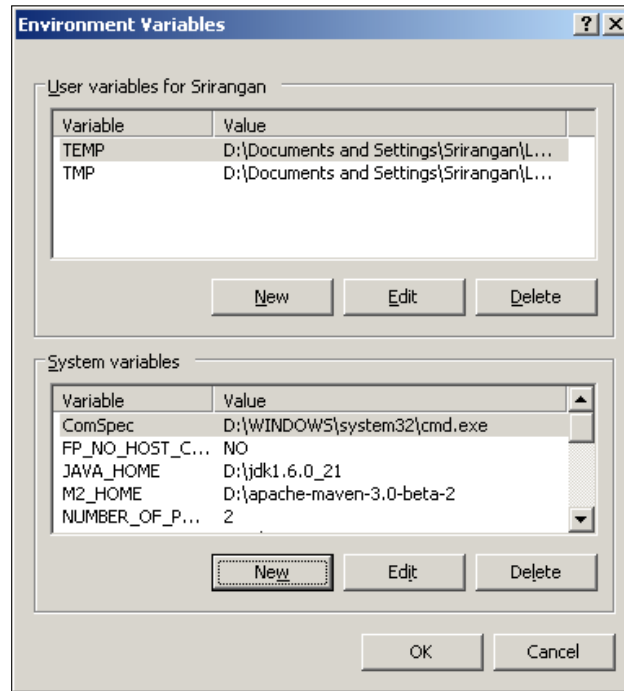 Environment Variables
User variables for Srirangan
Variable Value
TEMP D:\Documents and Settings\Srirangan\L...
TMP D:\Documents and Settings\Srirangan\L...
New Edit Delete
System variables
Variable Value
ComSpec D:\WINDOWS\system32\cmd.exe
FP_NO_HOST_C... NO
JAVA_HOME D:\jdk1.6.0_21
M2_HOME D:\apache-maven-3.0-beta-2
NUMBER_OF_P... 2
New Edit Delete
OK Cancel